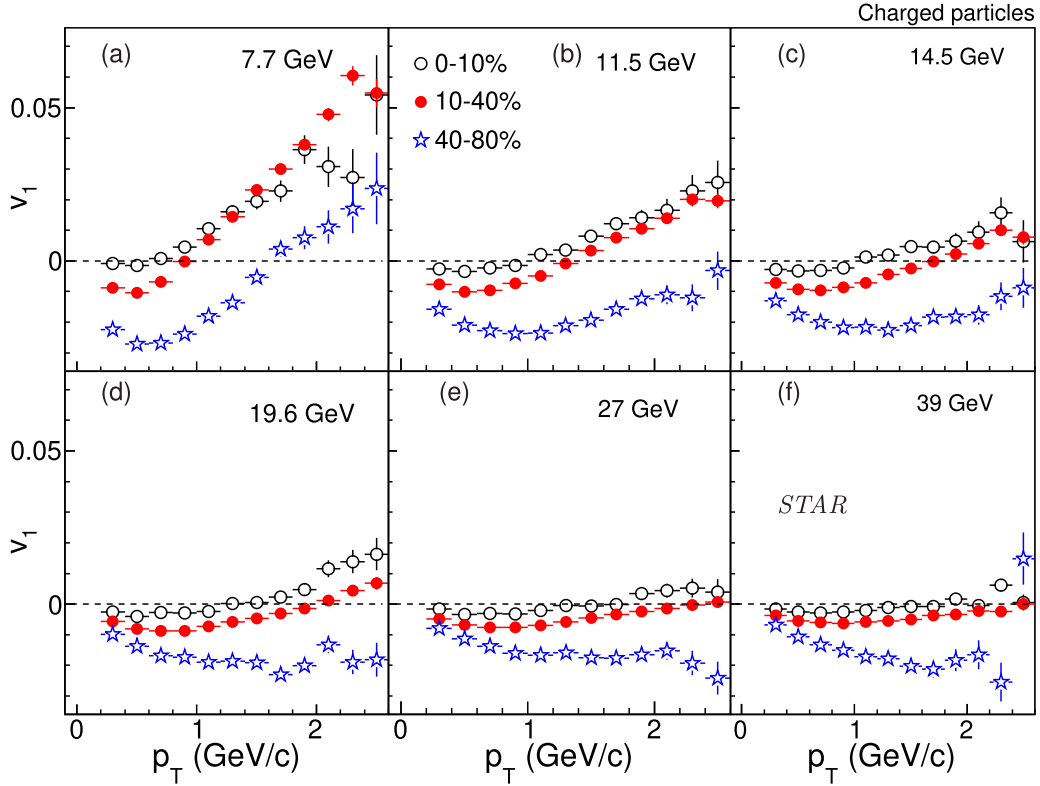 Charged particles
(a) 7.7 GeV
0-10% (b) 11.5 GeV
10-40%
40-80%
(c) 14.5 GeV
0.05
v1
0
(d) 19.6 GeV
(e) 27 GeV
(f) 39 GeV
STAR
0.05
v1
0
0 1 2 0 1 2 0 1 2
pT (GeV/c) pT (GeV/c) pT (GeV/c)